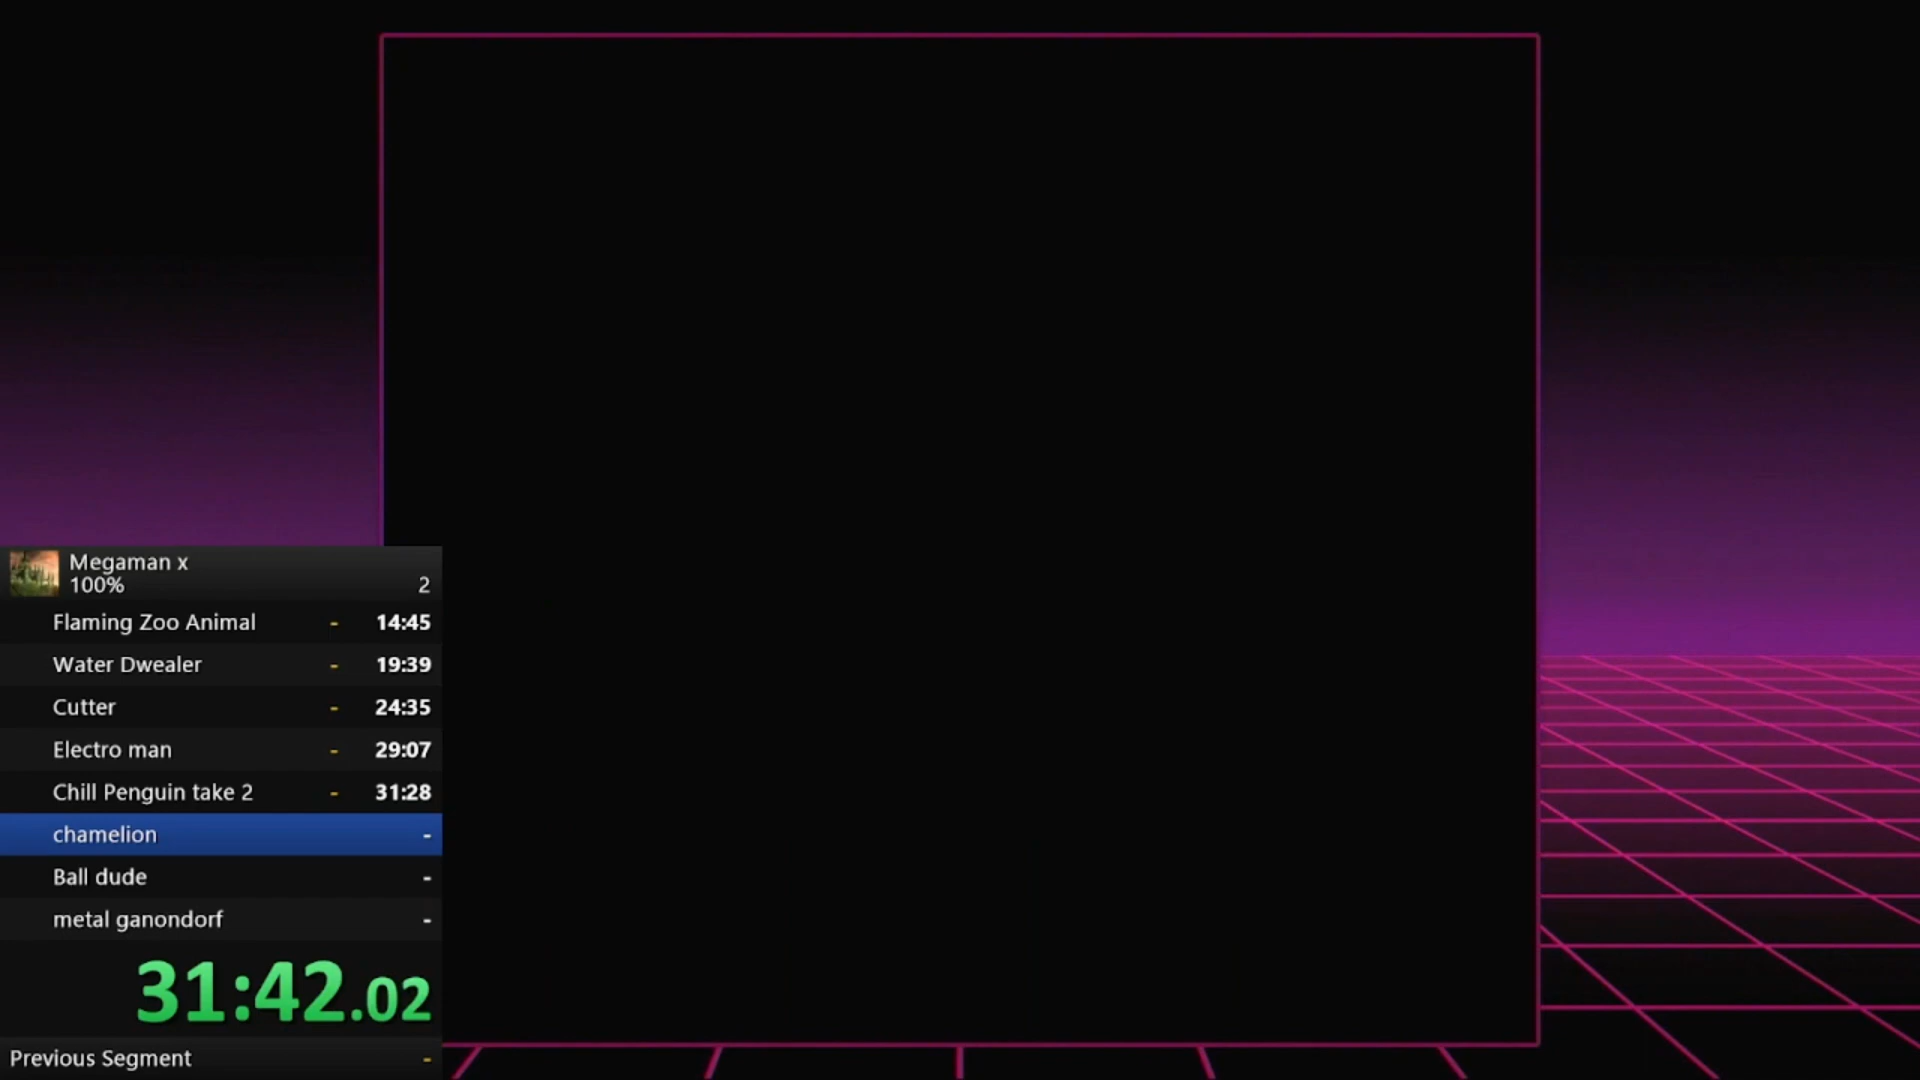 Megaman x
100% 2
Flaming Zoo Animal - 14:45
Water Dwealer - 19:39
Cutter - 24:35
Electro man - 29:07
Chill Penguin take 2 - 31:28
chamelion -
Ball dude -
metal ganondorf -
31:42.02
Previous Segment -